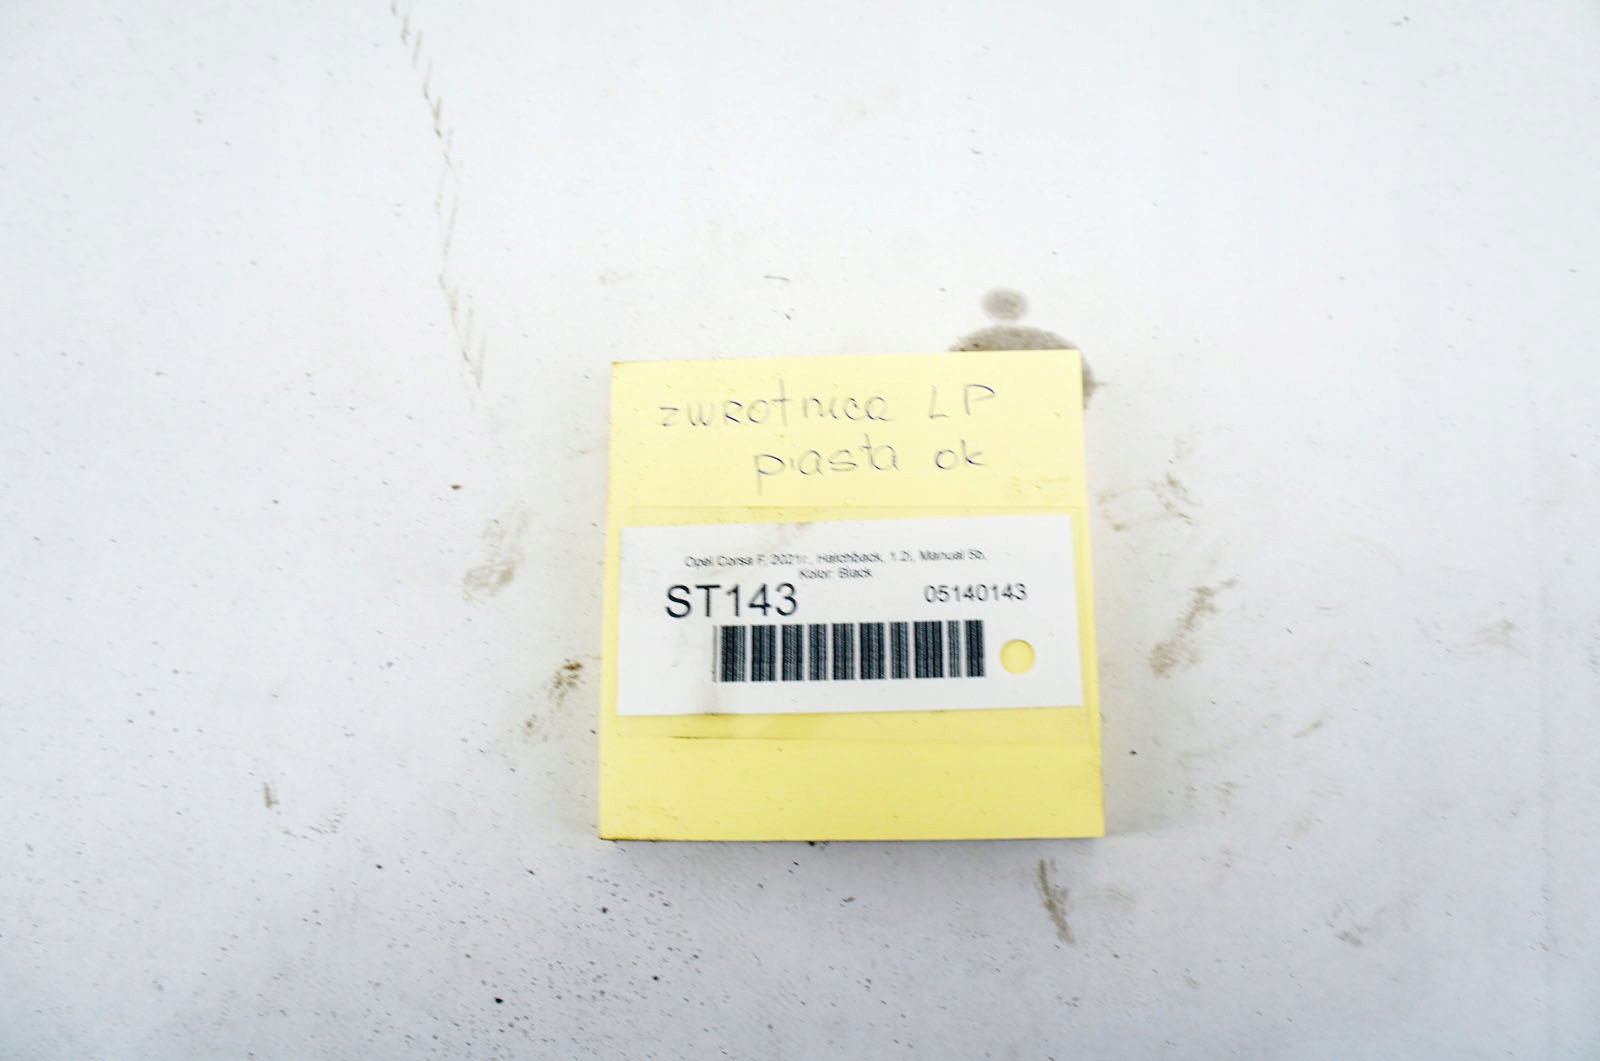 zwrotnica LP
piasta ok
Opel Corsa F, 2021r., Hatchback, 1.2i, Manual 5b,
Kolor: Black
ST143
05140143